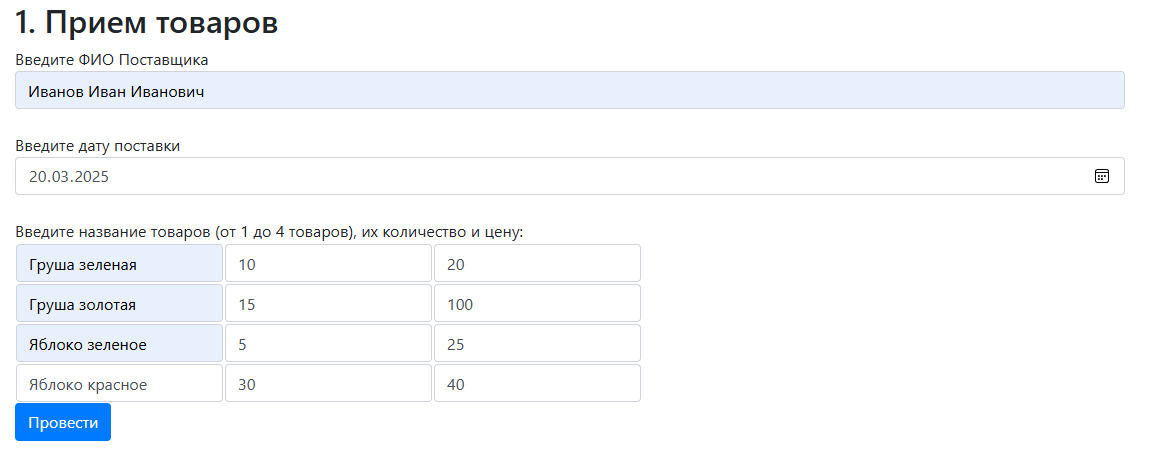 1. Прием товаров
Введите ФИО Поставщика
Иванов Иван Иванович
Введите дату поставки
20.03.2025
Введите название товаров (от 1 до 4 товаров), их количество и цену:
Груша зеленая 10 20
Груша золотая 15 100
Яблоко зеленое 5 25
Яблоко красное 30 40
Провести